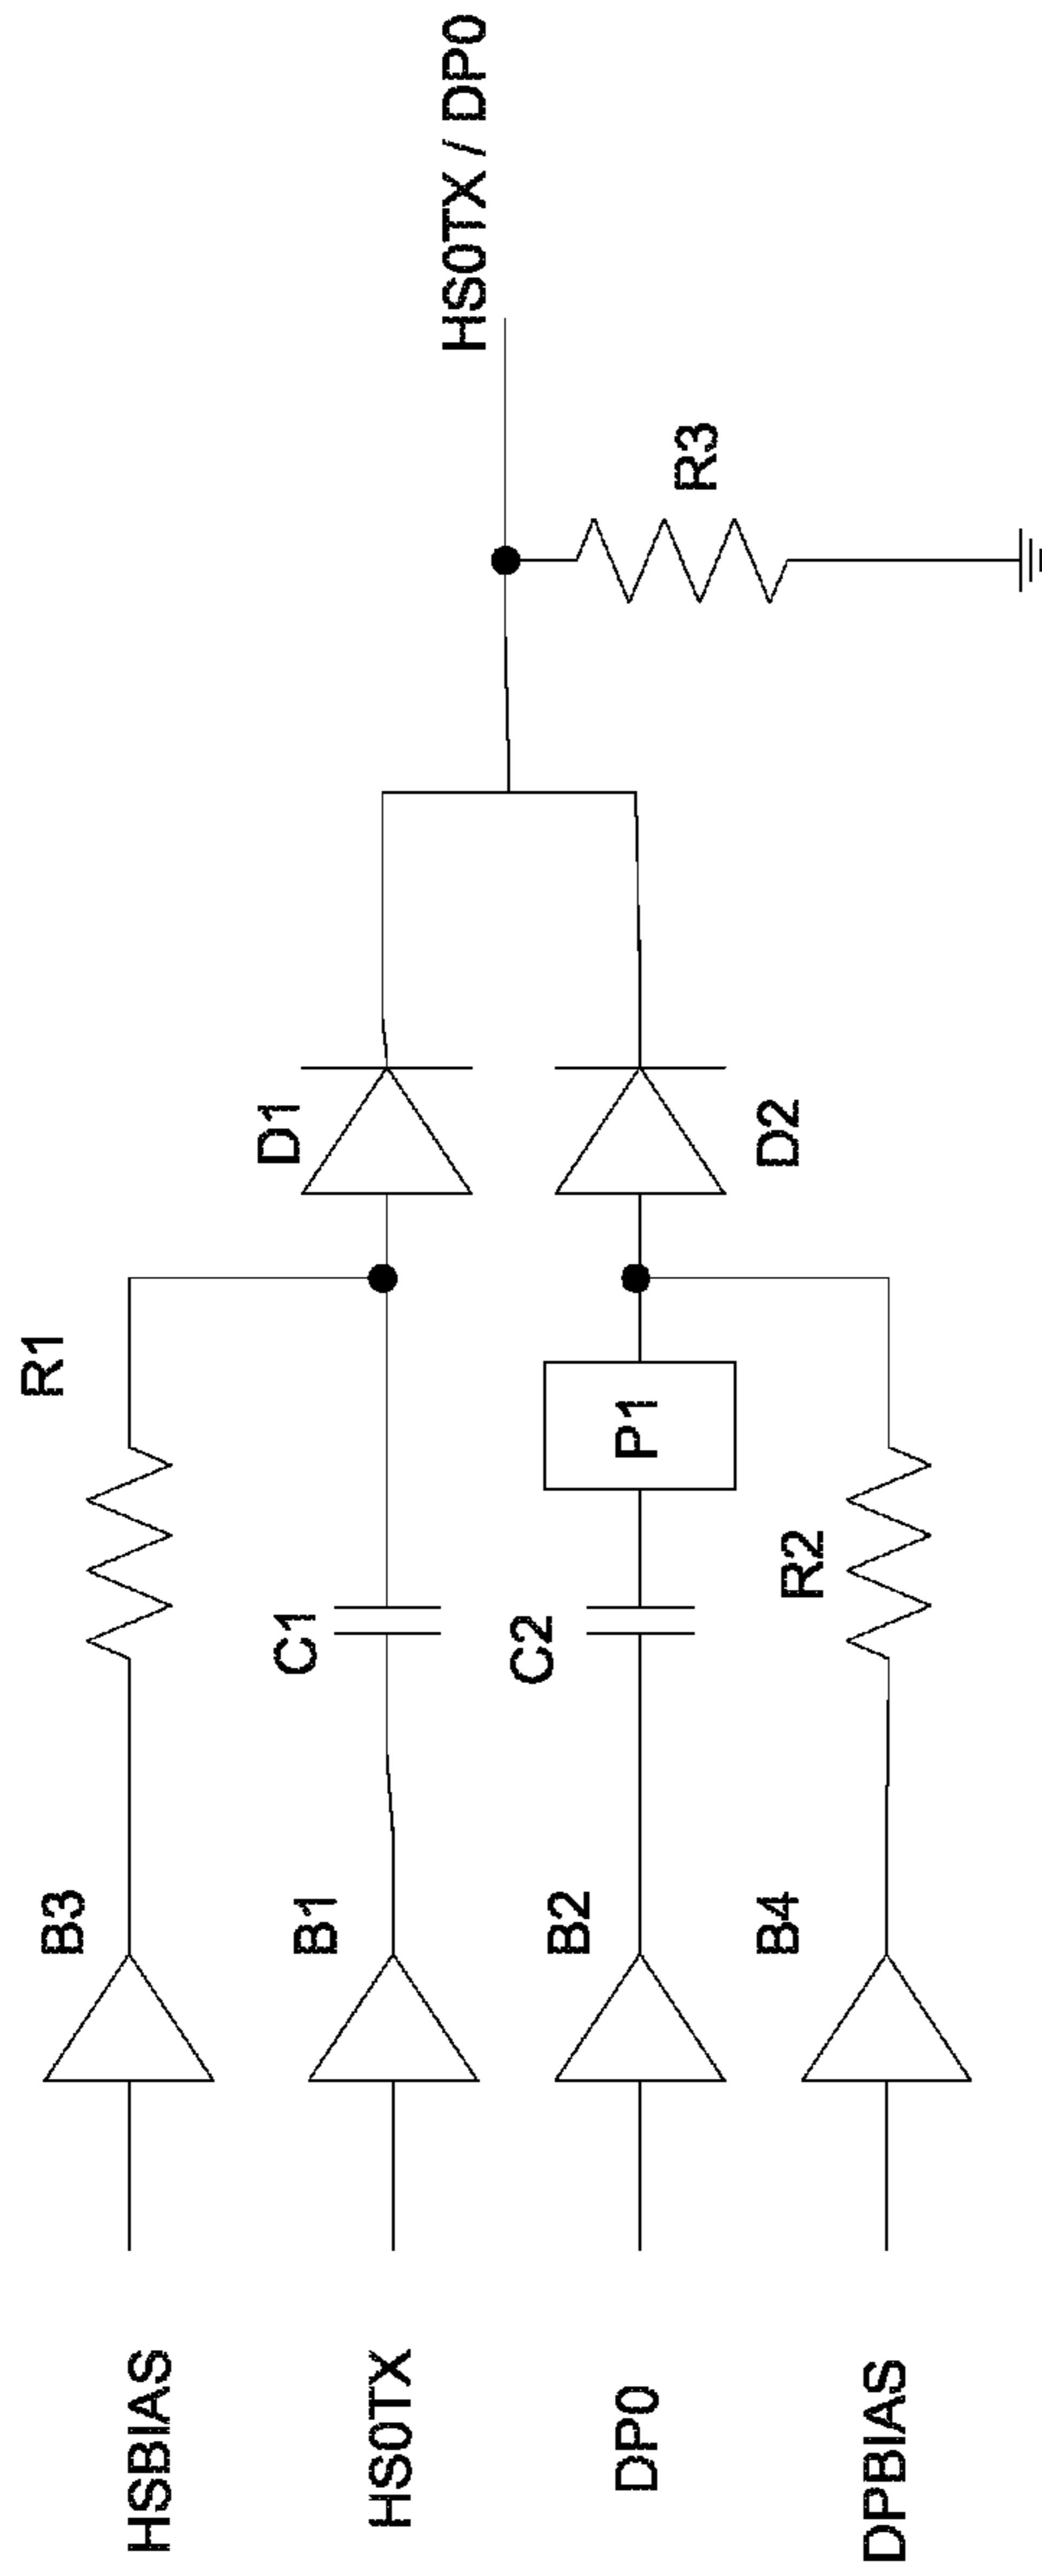 HSBIAS
HS0TX
DP0
DPBIAS
B3
B1
B2
B4
R1
C1
C2
P1
R2
D1
D2
R3
HS0TX / DP0